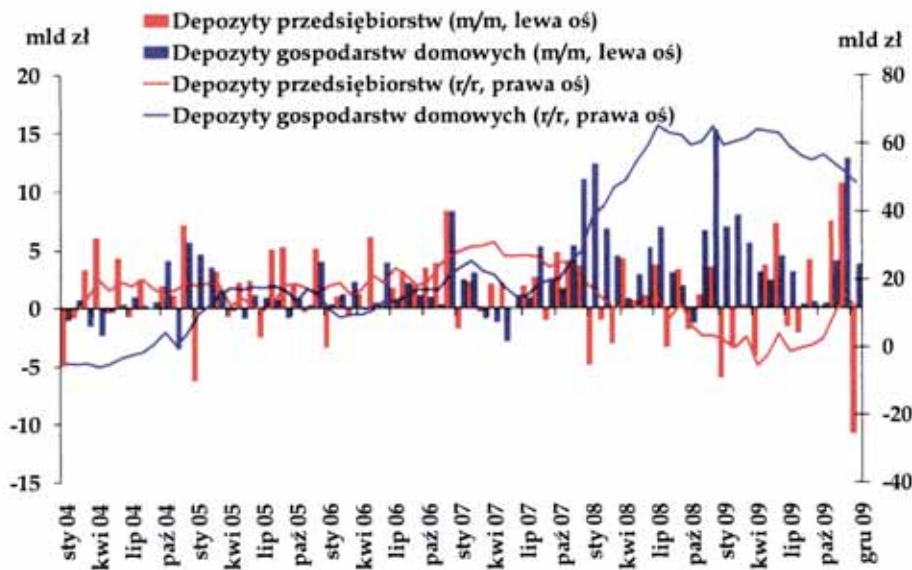 Depozyty przedsiębiorstw (m/m, lewa oś)
Depozyty gospodarstw domowych (m/m, lewa oś)
Depozyty przedsiębiorstw (r/r, prawa oś)
Depozyty gospodarstw domowych (r/r, prawa oś)
mld zł
mld zł
20
15
10
5
0
-5
-10
-15
80
60
40
20
0
-20
-40
sty 04
kwi 04
lip 04
paź 04
sty 05
kwi 05
lip 05
paź 05
sty 06
kwi 06
lip 06
paź 06
sty 07
kwi 07
lip 07
paź 07
sty 08
kwi 08
lip 08
paź 08
sty 09
kwi 09
lip 09
paź 09
gru 09